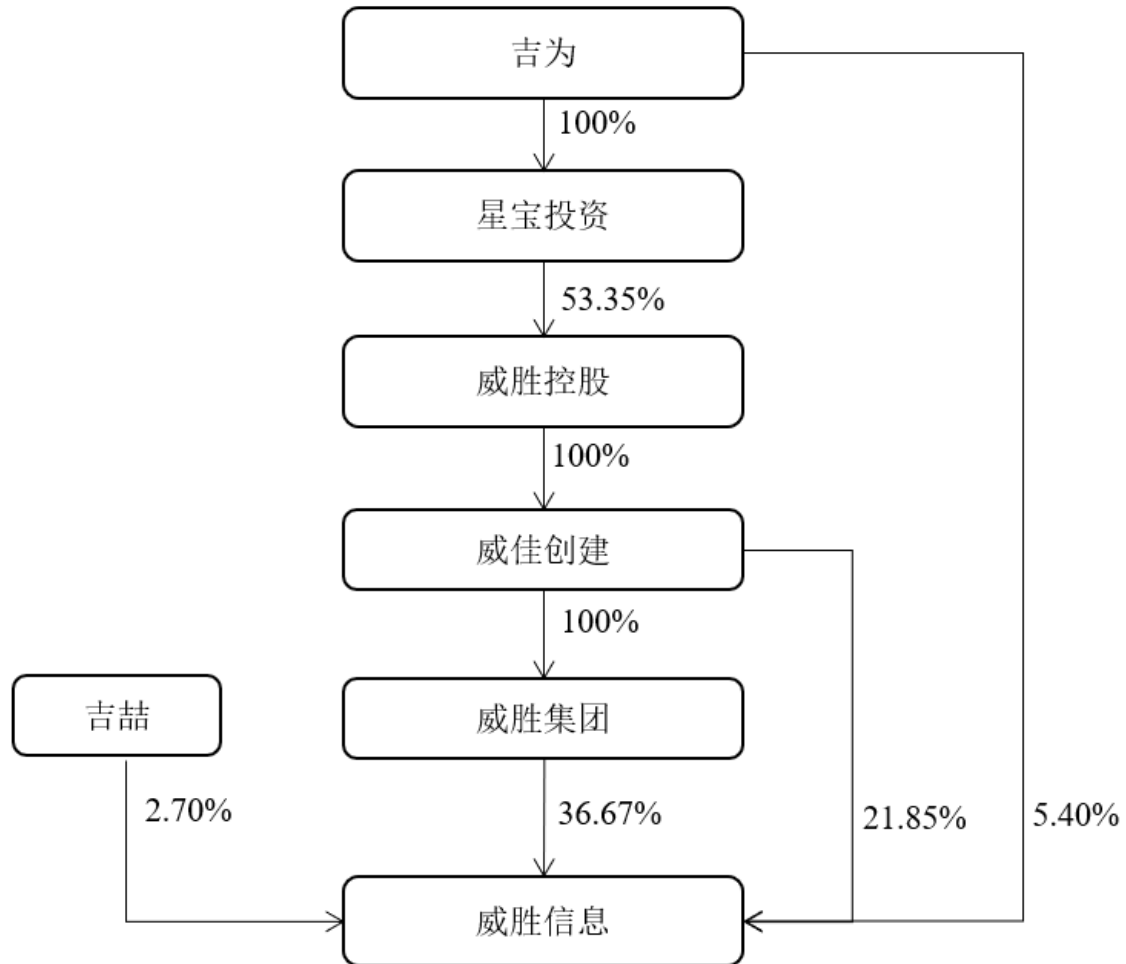 吉为
100%
星宝投资
53.35%
威胜控股
100%
威佳创建
100%
吉喆
威胜集团
2.70%
36.67%
21.85%
5.40%
威胜信息